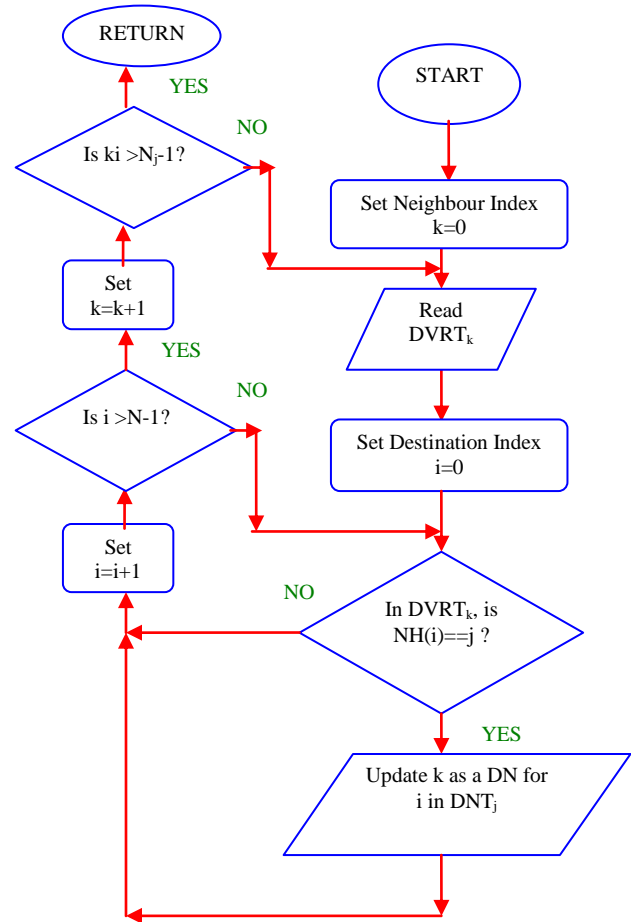 START
Set Neighbour Index
k=0
Read
DVRTₖ
Set Destination Index
i=0
In DVRTₖ, is
NH(i)==j ?
YES
Update k as a DN for
i in DNTⱼ
NO
Set
i=i+1
Is i >N-1?
NO
YES
Set
k=k+1
Is ki >Nⱼ-1?
NO
YES
RETURN